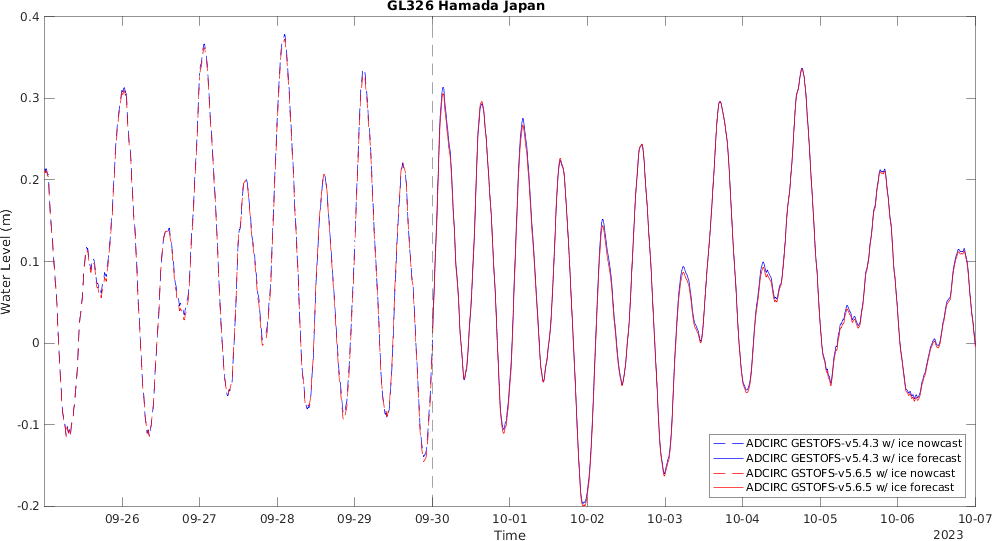 GL326 Hamada Japan
0.4
0.3
0.2
0.1
0
-0.1
-0.2
Water Level (m)
ADCIRC GESTOFS-v5.4.3 w/ ice nowcast
ADCIRC GESTOFS-v5.4.3 w/ ice forecast
ADCIRC GSTOFS-v5.6.5 w/ ice nowcast
ADCIRC GSTOFS-v5.6.5 w/ ice forecast
09-26 09-27 09-28 09-29 09-30 10-01 10-02 10-03 10-04 10-05 10-06 10-07
Time
2023